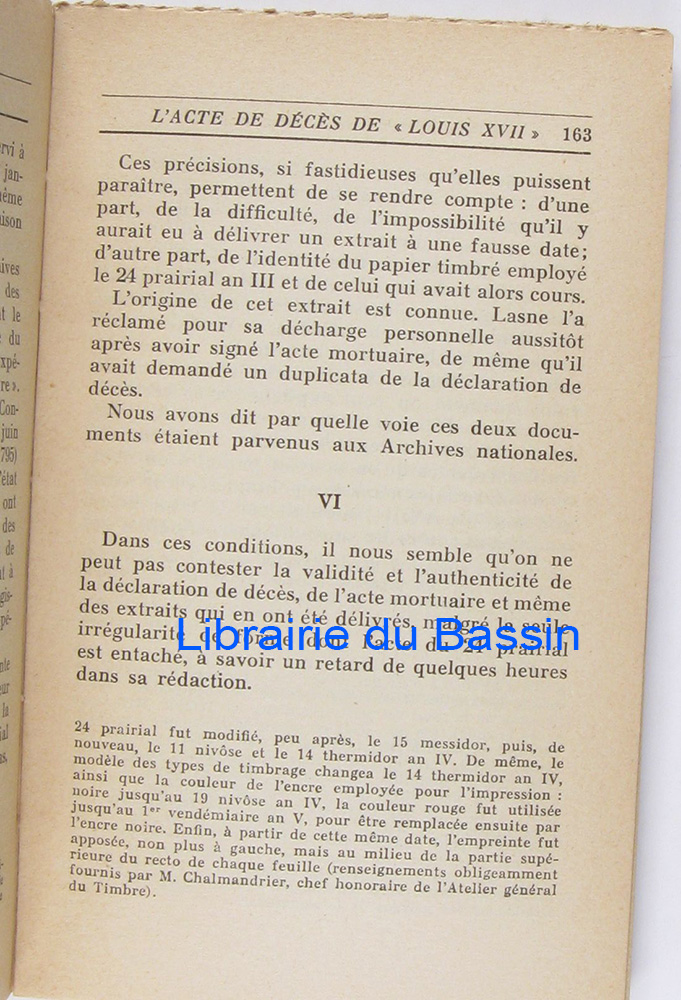 L'ACTE DE DÉCÈS DE « LOUIS XVII » 163
Ces précisions, si fastidieuses qu'elles puissent
paraître, permettent de se rendre compte : d'une
part, de la difficulté, de l'impossibilité qu'il y
aurait eu à délivrer un extrait à une fausse date;
d'autre part, de l'identité du papier timbré employé
le 24 prairial an III et de celui qui avait alors cours.
L'origine de cet extrait est connue. Lasne l'a
réclamé pour sa décharge personnelle aussitôt
après avoir signé l'acte mortuaire, de même qu'il
avait demandé un duplicata de la déclaration de
décès.
Nous avons dit par quelle voie ces deux docu-
ments étaient parvenus aux Archives nationales.
VI
Dans ces conditions, il nous semble qu'on ne
peut pas contester la validité et l'authenticité de
la déclaration de décès, de l'acte mortuaire et même
des extraits qui en ont été délivrés, malgré la seule
irrégularité de forme dont l'acte du 24 prairial
est entaché, à savoir un retard de quelques heures
dans sa rédaction.
24 prairial fut modifié, peu après, le 15 messidor, puis, de
nouveau, le 11 nivôse et le 14 thermidor an IV. De même, le
modèle des types de timbrage changea le 14 thermidor an IV,
ainsi que la couleur de l'encre employée pour l'impression :
noire jusqu'au 19 nivôse an IV, la couleur rouge fut utilisée
jusqu'au 1er vendémiaire an V, pour être remplacée ensuite par
l'encre noire. Enfin, à partir de cette même date, l'empreinte fut
apposée, non plus à gauche, mais au milieu de la partie supé-
rieure du recto de chaque feuille (renseignements obligeamment
fournis par M. Chalmandrier, chef honoraire de l'Atelier général
du Timbre).
Librairie du Bassin